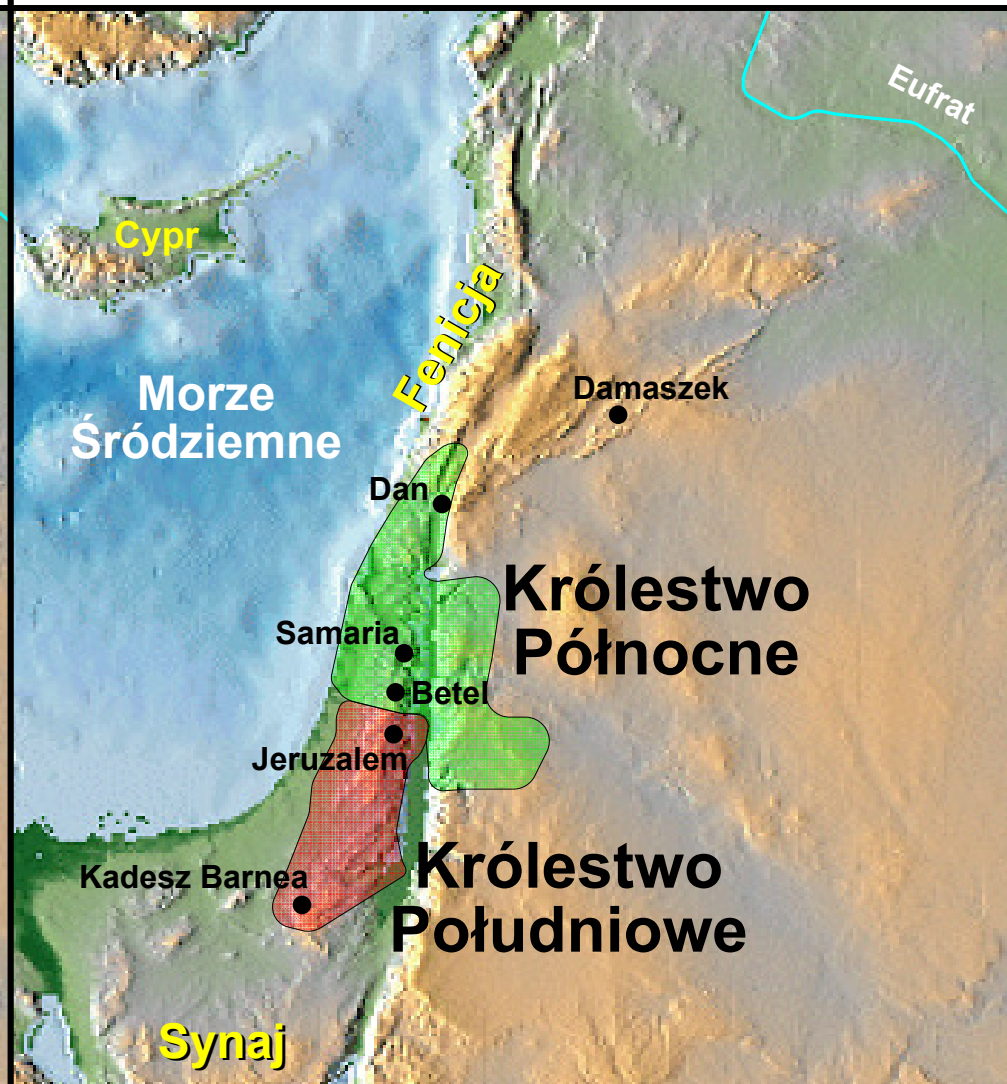 Eufrat
Cypr
Fenicja
Morze
Śródziemne
Damaszek
Dan
Królestwo
Północne
Samaria
Betel
Jeruzalem
Królestwo
Południowe
Kadesz Barnea
Synaj